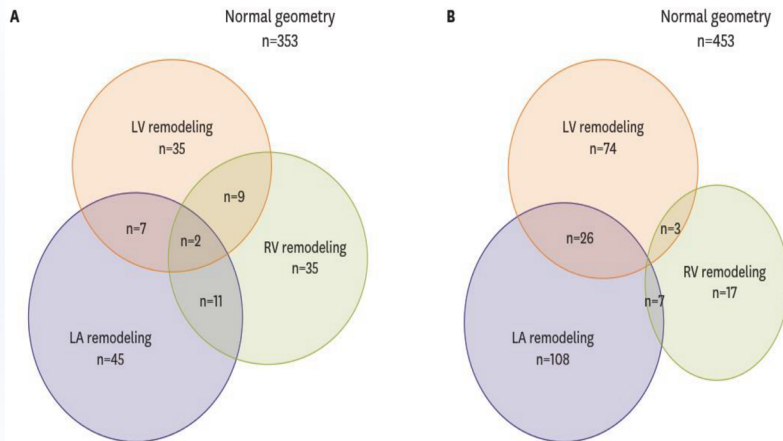 A
Normal geometry
n=353
LV remodeling
n=35
n=9
n=7
n=2
RV remodeling
n=35
n=11
LA remodeling
n=45
B
Normal geometry
n=453
LV remodeling
n=74
n=3
n=26
RV remodeling
n=17
n=7
LA remodeling
n=108